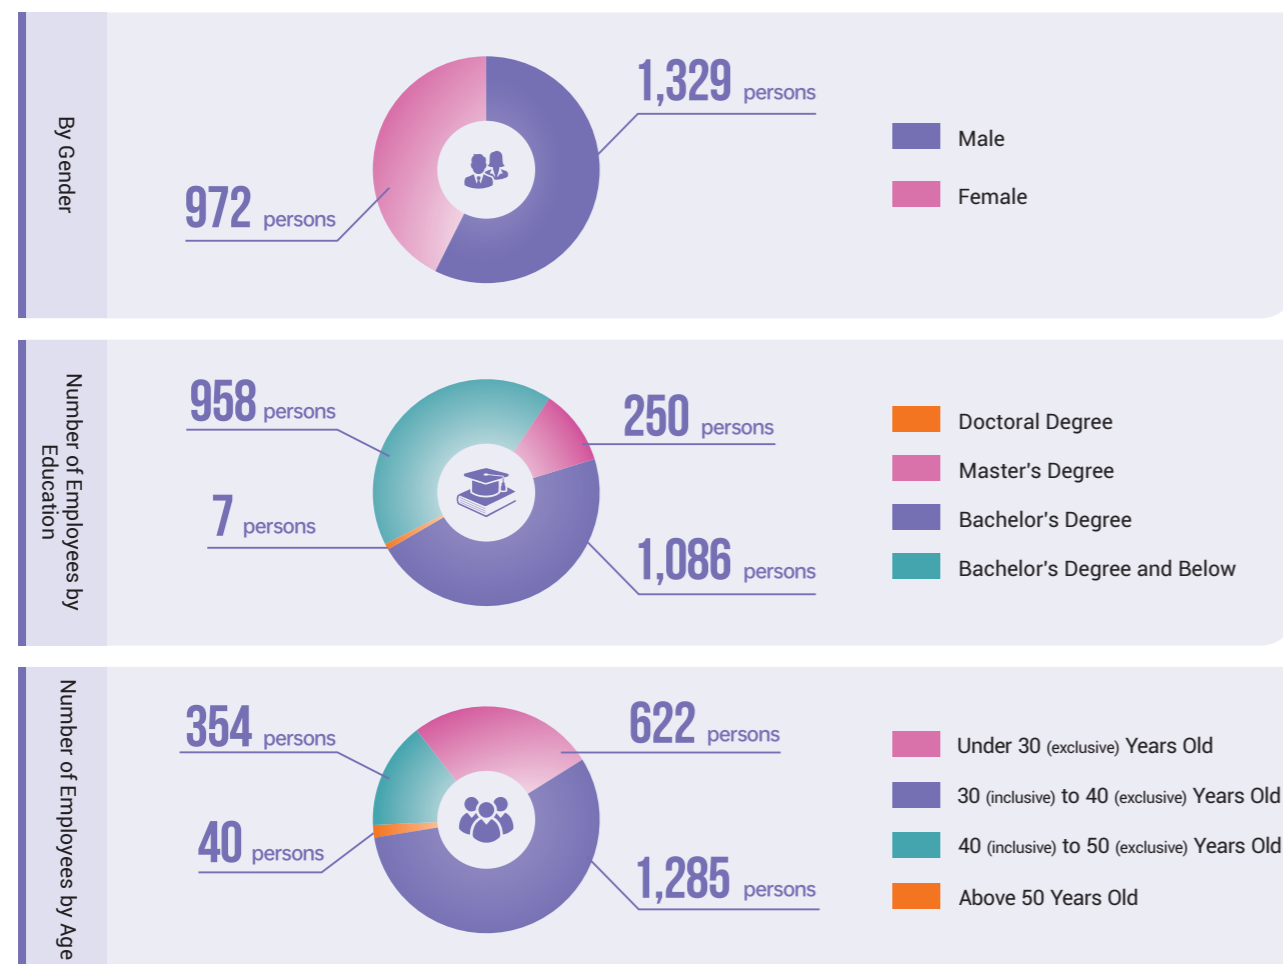 By Gender
1,329 persons
972 persons
Male
Female
Number of Employees by
Education
958 persons
250 persons
7 persons
1,086 persons
Doctoral Degree
Master's Degree
Bachelor's Degree
Bachelor's Degree and Below
Number of Employees by Age
354 persons
622 persons
40 persons
1,285 persons
Under 30 (exclusive) Years Old
30 (inclusive) to 40 (exclusive) Years Old
40 (inclusive) to 50 (exclusive) Years Old
Above 50 Years Old